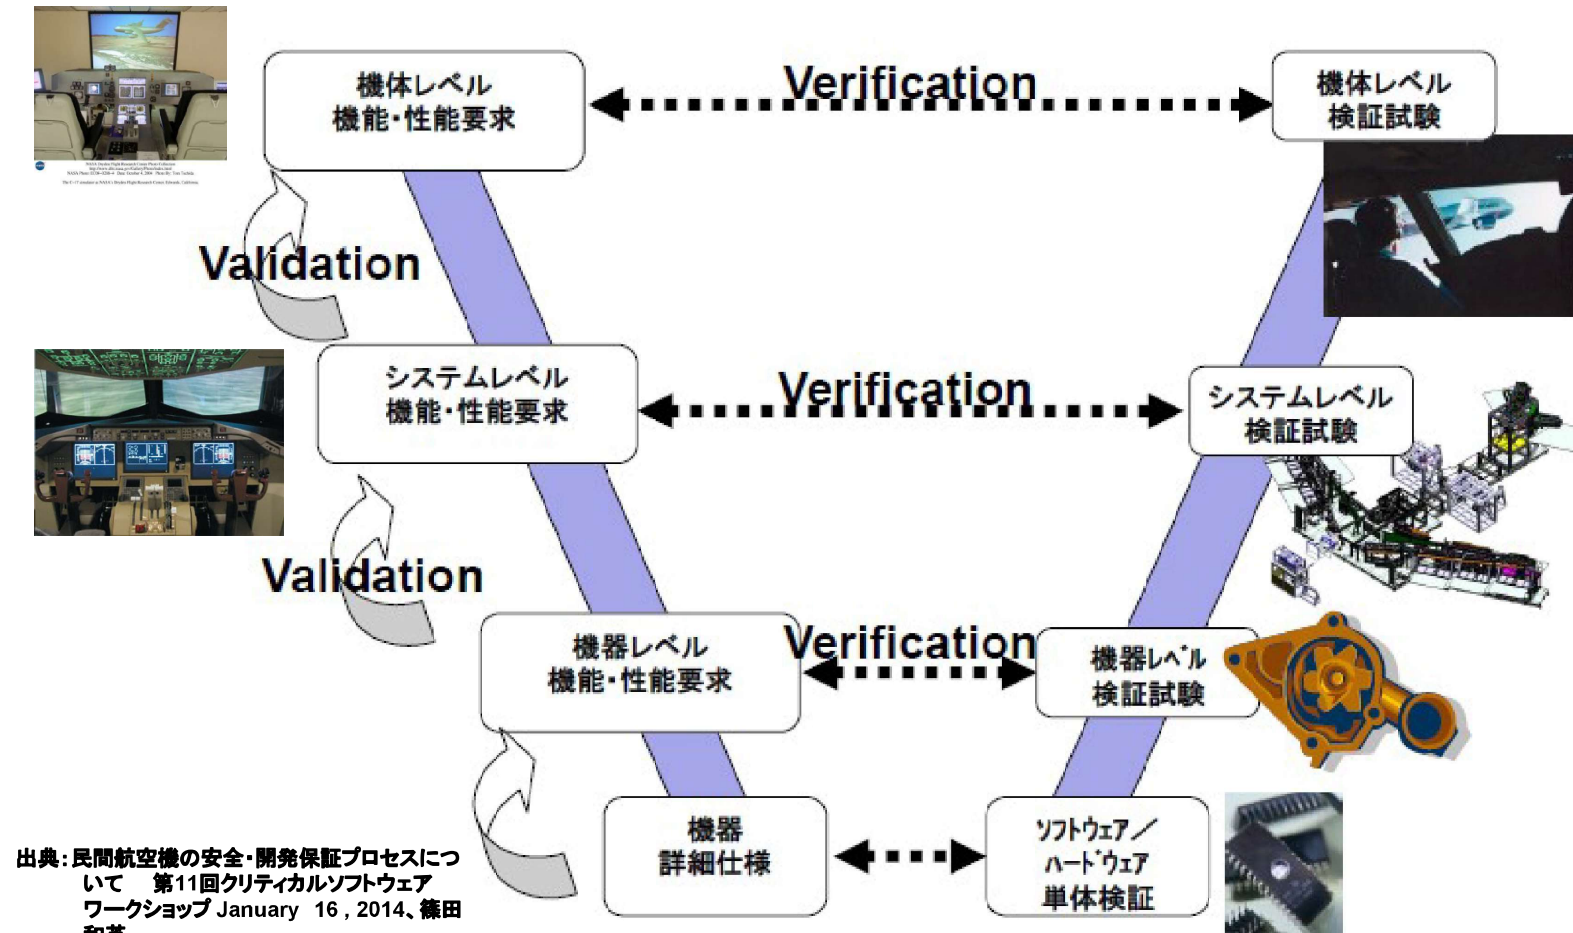 機体レベル
機能・性能要求
Verification
機体レベル
検証試験
Validation
システムレベル
機能・性能要求
Verification
システムレベル
検証試験
Validation
機器レベル
機能・性能要求
Verification
機器ﾚﾍﾞﾙ
検証試験
機器
詳細仕様
ｿﾌﾄｳｪｱ／
ﾊｰﾄﾞｳｪｱ
単体検証
出典：民間航空機の安全・開発保証プロセスにつ
いて　第11回クリティカルソフトウェア
ワークショップ January 16 , 2014、篠田